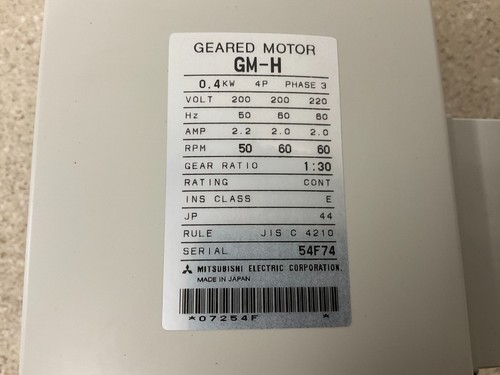 GEARED MOTOR
GM-H
0.4 KW 4P PHASE 3
VOLT 200 200 220
Hz 50 60 60
AMP 2.2 2.0 2.0
RPM 50 60 60
GEAR RATIO 1:30
RATING CONT
INS CLASS E
JP 44
RULE JIS C 4210
SERIAL 54F74
MITSUBISHI ELECTRIC CORPORATION
MADE IN JAPAN
*07254F *